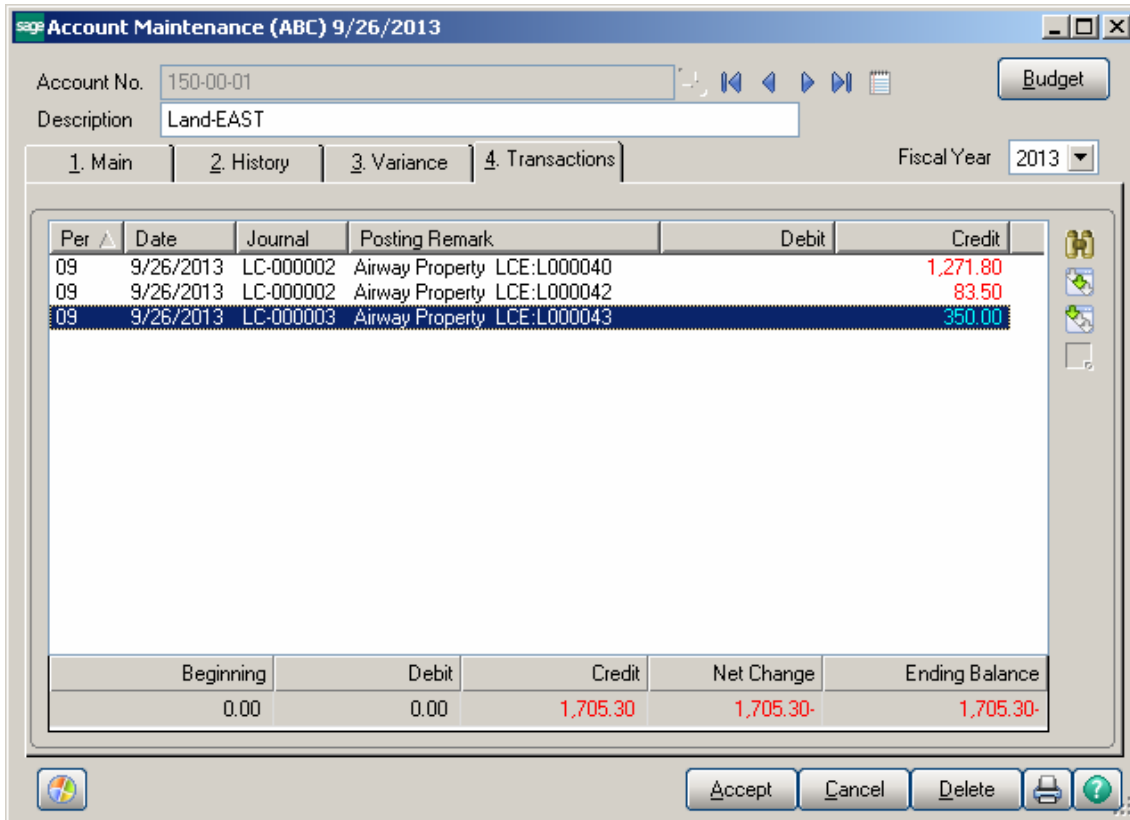 sage Account Maintenance (ABC) 9/26/2013
Account No. 150-00-01 Budget
Description Land-EAST
1. Main 2. History 3. Variance 4. Transactions Fiscal Year 2013
Per Date Journal Posting Remark Debit Credit
09 9/26/2013 LC-000002 Airway Property LCE:L000040 1,271.80
09 9/26/2013 LC-000002 Airway Property LCE:L000042 83.50
09 9/26/2013 LC-000003 Airway Property LCE:L000043 350.00
Beginning Debit Credit Net Change Ending Balance
0.00 0.00 1,705.30 1,705.30- 1,705.30-
Accept Cancel Delete ?